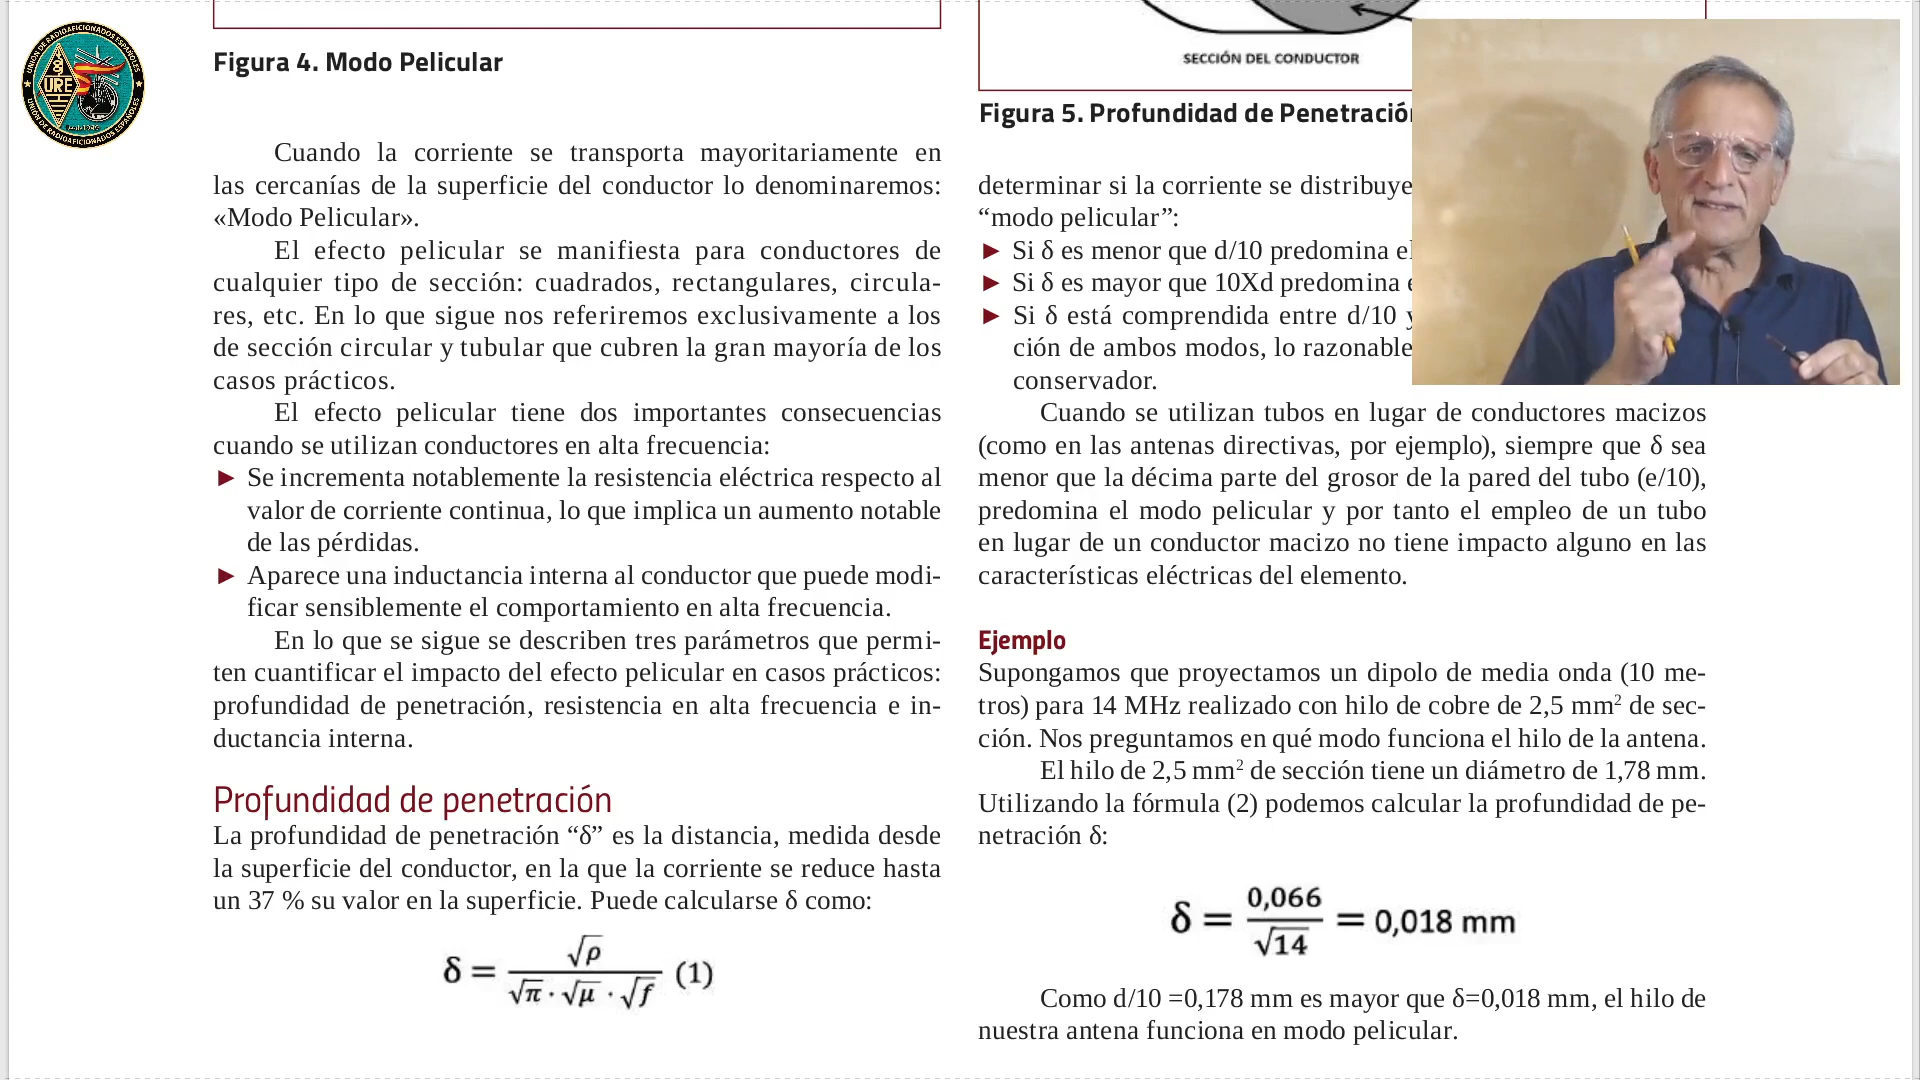 UNIÓN DE RADIOAFICIONADOS ESPAÑOLES
URE
UNIÓN DE RADIOAFICIONADOS ESPAÑOLES
Figura 4. Modo Pelicular
Cuando la corriente se transporta mayoritariamente en
las cercanías de la superficie del conductor lo denominaremos:
«Modo Pelicular».
El efecto pelicular se manifiesta para conductores de
cualquier tipo de sección: cuadrados, rectangulares, circula-
res, etc. En lo que sigue nos referiremos exclusivamente a los
de sección circular y tubular que cubren la gran mayoría de los
casos prácticos.
El efecto pelicular tiene dos importantes consecuencias
cuando se utilizan conductores en alta frecuencia:
► Se incrementa notablemente la resistencia eléctrica respecto al
valor de corriente continua, lo que implica un aumento notable
de las pérdidas.
► Aparece una inductancia interna al conductor que puede modi-
ficar sensiblemente el comportamiento en alta frecuencia.
En lo que se sigue se describen tres parámetros que permi-
ten cuantificar el impacto del efecto pelicular en casos prácticos:
profundidad de penetración, resistencia en alta frecuencia e in-
ductancia interna.
Profundidad de penetración
La profundidad de penetración “δ” es la distancia, medida desde
la superficie del conductor, en la que la corriente se reduce hasta
un 37 % su valor en la superficie. Puede calcularse δ como:
δ = √ρ / √π · √μ · √f (1)
SECCIÓN DEL CONDUCTOR
Figura 5. Profundidad de Penetración
determinar si la corriente se distribuye
“modo pelicular”:
► Si δ es menor que d/10 predomina el
► Si δ es mayor que 10Xd predomina
► Si δ está comprendida entre d/10 y
ción de ambos modos, lo razonable
conservador.
Cuando se utilizan tubos en lugar de conductores macizos
(como en las antenas directivas, por ejemplo), siempre que δ sea
menor que la décima parte del grosor de la pared del tubo (e/10),
predomina el modo pelicular y por tanto el empleo de un tubo
en lugar de un conductor macizo no tiene impacto alguno en las
características eléctricas del elemento.
Ejemplo
Supongamos que proyectamos un dipolo de media onda (10 me-
tros) para 14 MHz realizado con hilo de cobre de 2,5 mm² de sec-
ción. Nos preguntamos en qué modo funciona el hilo de la antena.
El hilo de 2,5 mm² de sección tiene un diámetro de 1,78 mm.
Utilizando la fórmula (2) podemos calcular la profundidad de pe-
netración δ:
δ = 0,066 / √14 = 0,018 mm
Como d/10 =0,178 mm es mayor que δ=0,018 mm, el hilo de
nuestra antena funciona en modo pelicular.